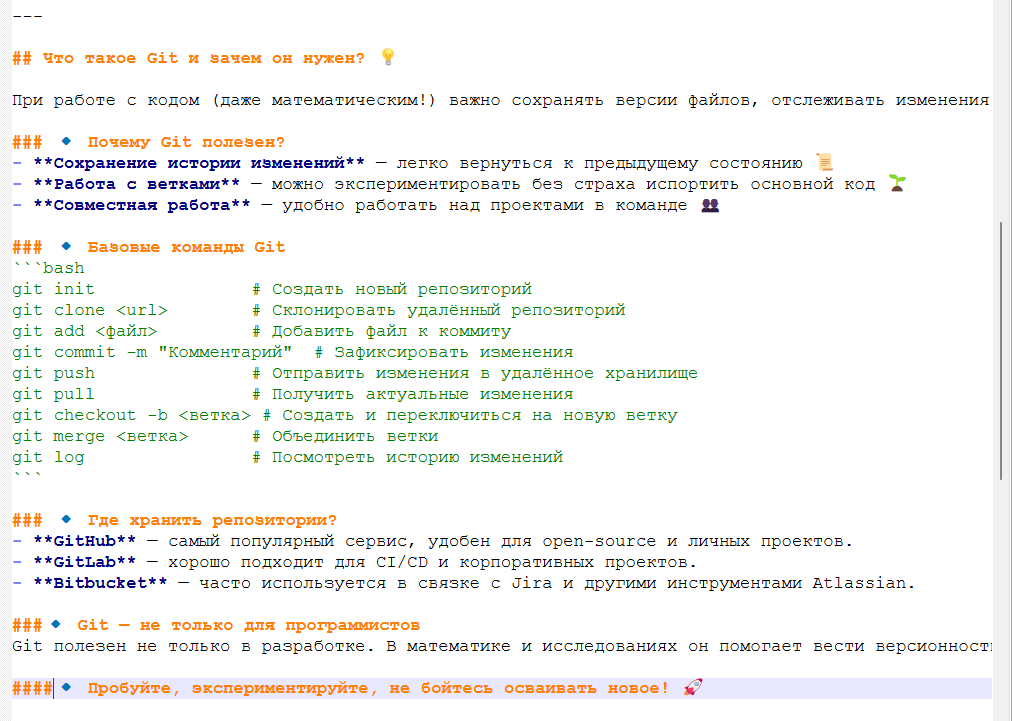 ---
## Что такое Git и зачем он нужен? 💡
При работе с кодом (даже математическим!) важно сохранять версии файлов, отслеживать изменения
### 🔹 Почему Git полезен?
- **Сохранение истории изменений** — легко вернуться к предыдущему состоянию 📜
- **Работа с ветками** — можно экспериментировать без страха испортить основной код 🌱
- **Совместная работа** — удобно работать над проектами в команде 👥
### 🔹 Базовые команды Git
```bash
git init               # Создать новый репозиторий
git clone <url>        # Склонировать удалённый репозиторий
git add <файл>         # Добавить файл к коммиту
git commit -m "Комментарий"  # Зафиксировать изменения
git push               # Отправить изменения в удалённое хранилище
git pull               # Получить актуальные изменения
git checkout -b <ветка> # Создать и переключиться на новую ветку
git merge <ветка>      # Объединить ветки
git log                # Посмотреть историю изменений
```
### 🔹 Где хранить репозитории?
- **GitHub** — самый популярный сервис, удобен для open-source и личных проектов.
- **GitLab** — хорошо подходит для CI/CD и корпоративных проектов.
- **Bitbucket** — часто используется в связке с Jira и другими инструментами Atlassian.
###🔹 Git — не только для программистов
Git полезен не только в разработке. В математике и исследованиях он помогает вести
####🔹 Пробуйте, экспериментируйте, не бойтесь осваивать новое! 🚀